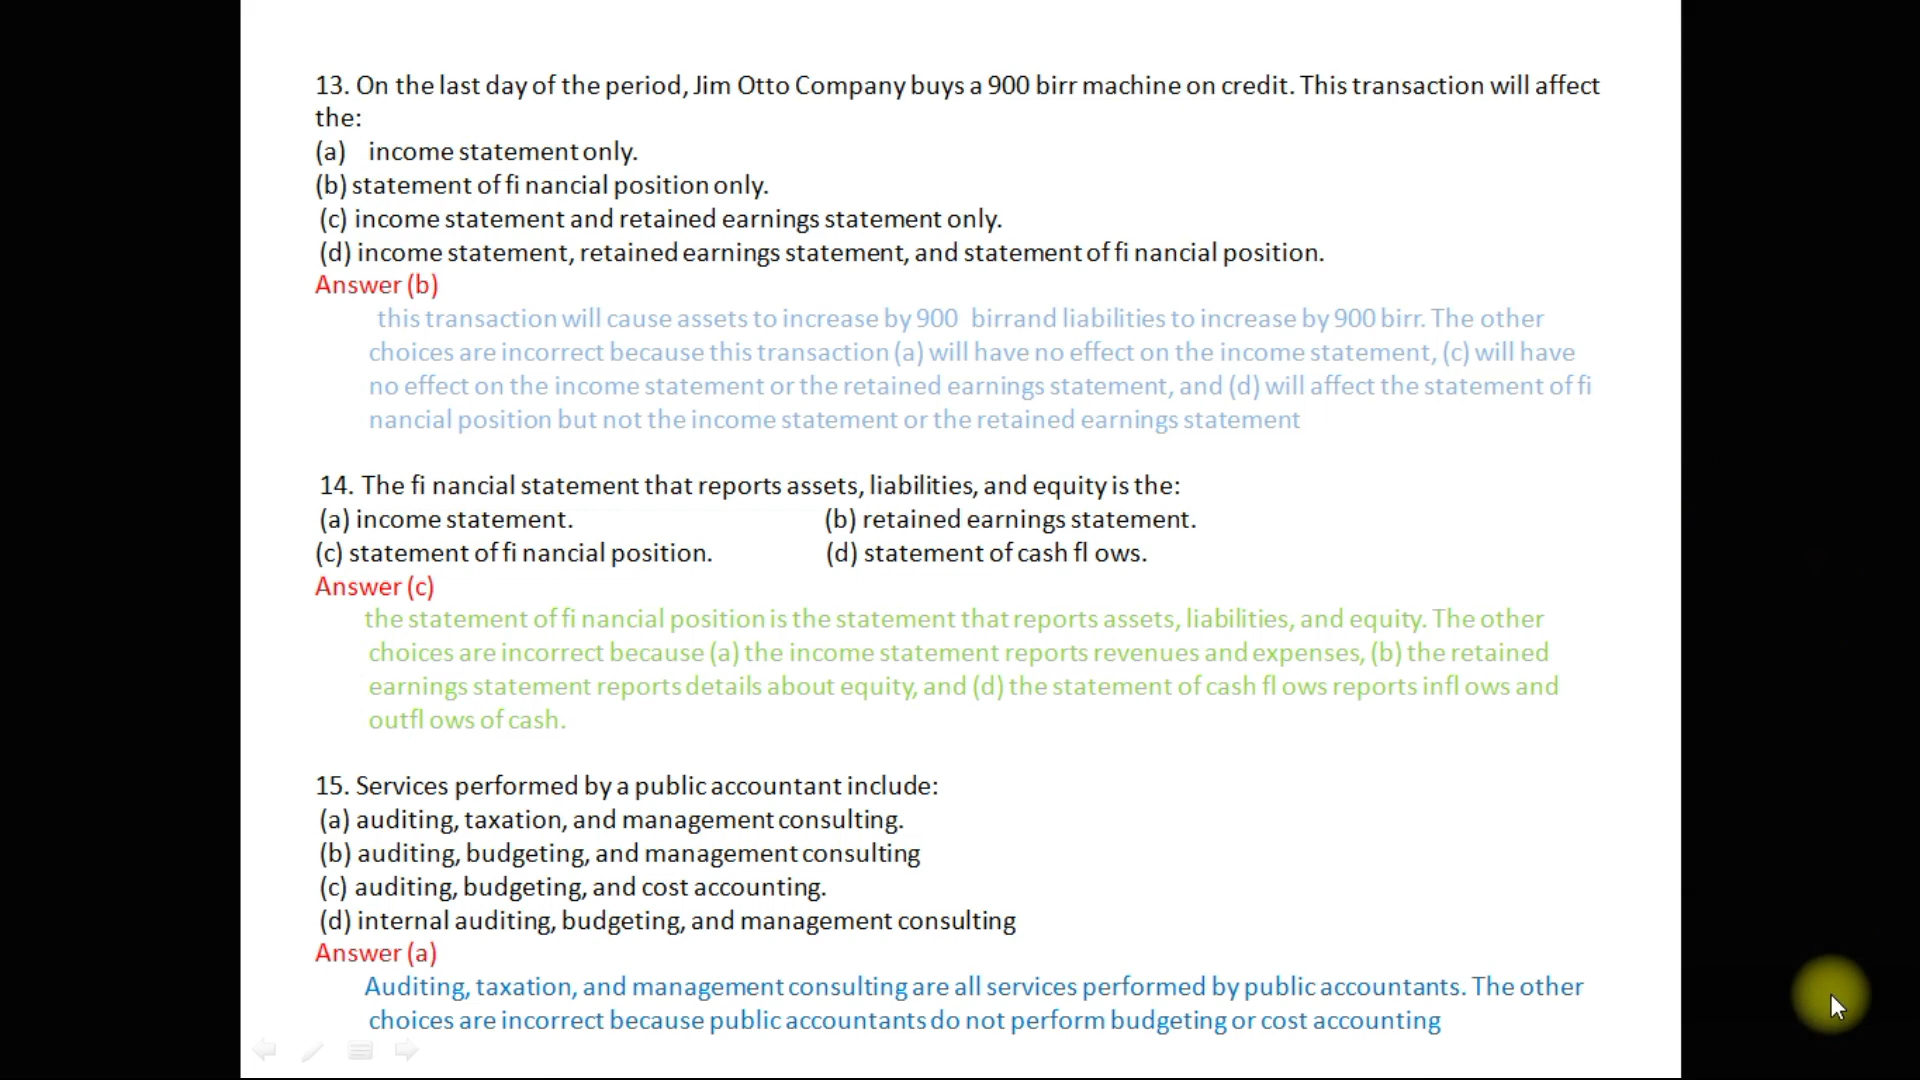 13. On the last day of the period, Jim Otto Company buys a 900 birr machine on credit. This transaction will affect
the:
(a) income statement only.
(b) statement of fi nancial position only.
(c) income statement and retained earnings statement only.
(d) income statement, retained earnings statement, and statement of fi nancial position.
Answer (b)
this transaction will cause assets to increase by 900 birrand liabilities to increase by 900 birr. The other
choices are incorrect because this transaction (a) will have no effect on the income statement, (c) will have
no effect on the income statement or the retained earnings statement, and (d) will affect the statement of fi
nancial position but not the income statement or the retained earnings statement
14. The fi nancial statement that reports assets, liabilities, and equity is the:
(a) income statement. (b) retained earnings statement.
(c) statement of fi nancial position. (d) statement of cash fl ows.
Answer (c)
the statement of fi nancial position is the statement that reports assets, liabilities, and equity. The other
choices are incorrect because (a) the income statement reports revenues and expenses, (b) the retained
earnings statement reports details about equity, and (d) the statement of cash fl ows reports infl ows and
outfl ows of cash.
15. Services performed by a public accountant include:
(a) auditing, taxation, and management consulting.
(b) auditing, budgeting, and management consulting
(c) auditing, budgeting, and cost accounting.
(d) internal auditing, budgeting, and management consulting
Answer (a)
Auditing, taxation, and management consulting are all services performed by public accountants. The other
choices are incorrect because public accountants do not perform budgeting or cost accounting